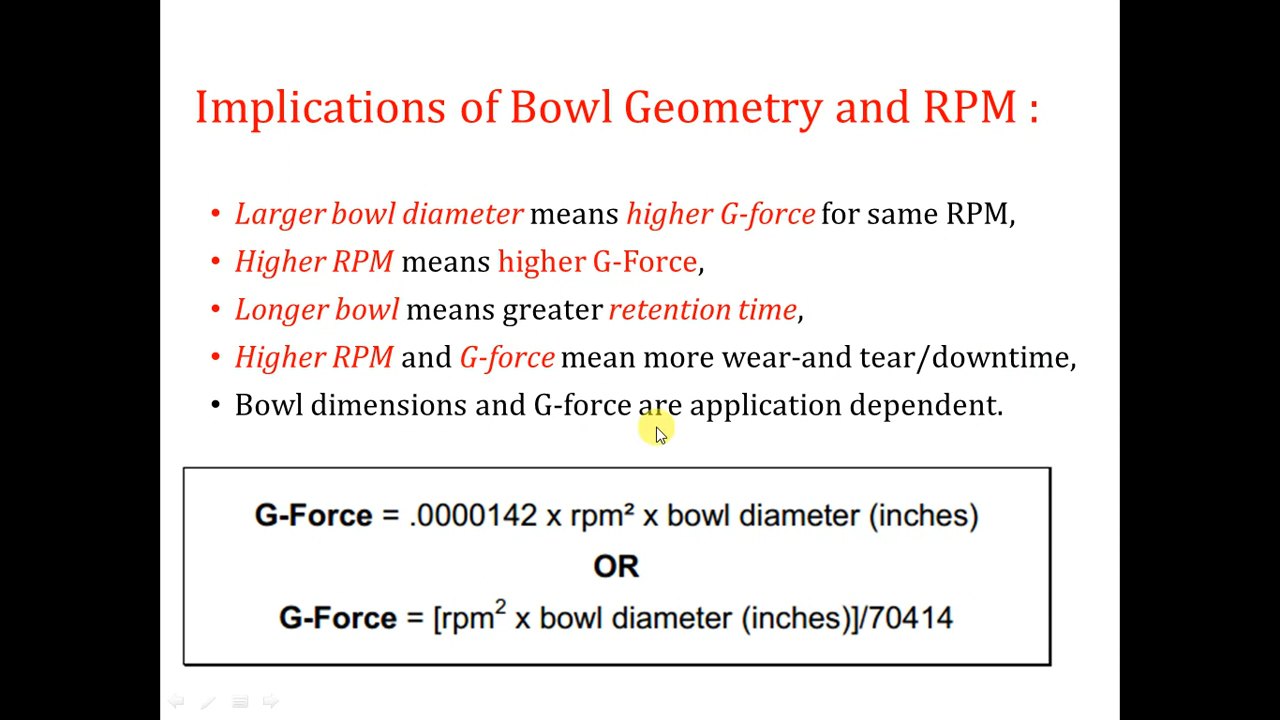 Implications of Bowl Geometry and RPM :
• Larger bowl diameter means higher G-force for same RPM,
• Higher RPM means higher G-Force,
• Longer bowl means greater retention time,
• Higher RPM and G-force mean more wear-and tear/downtime,
• Bowl dimensions and G-force are application dependent.
G-Force = .0000142 x rpm² x bowl diameter (inches)
OR
G-Force = [rpm² x bowl diameter (inches)]/70414